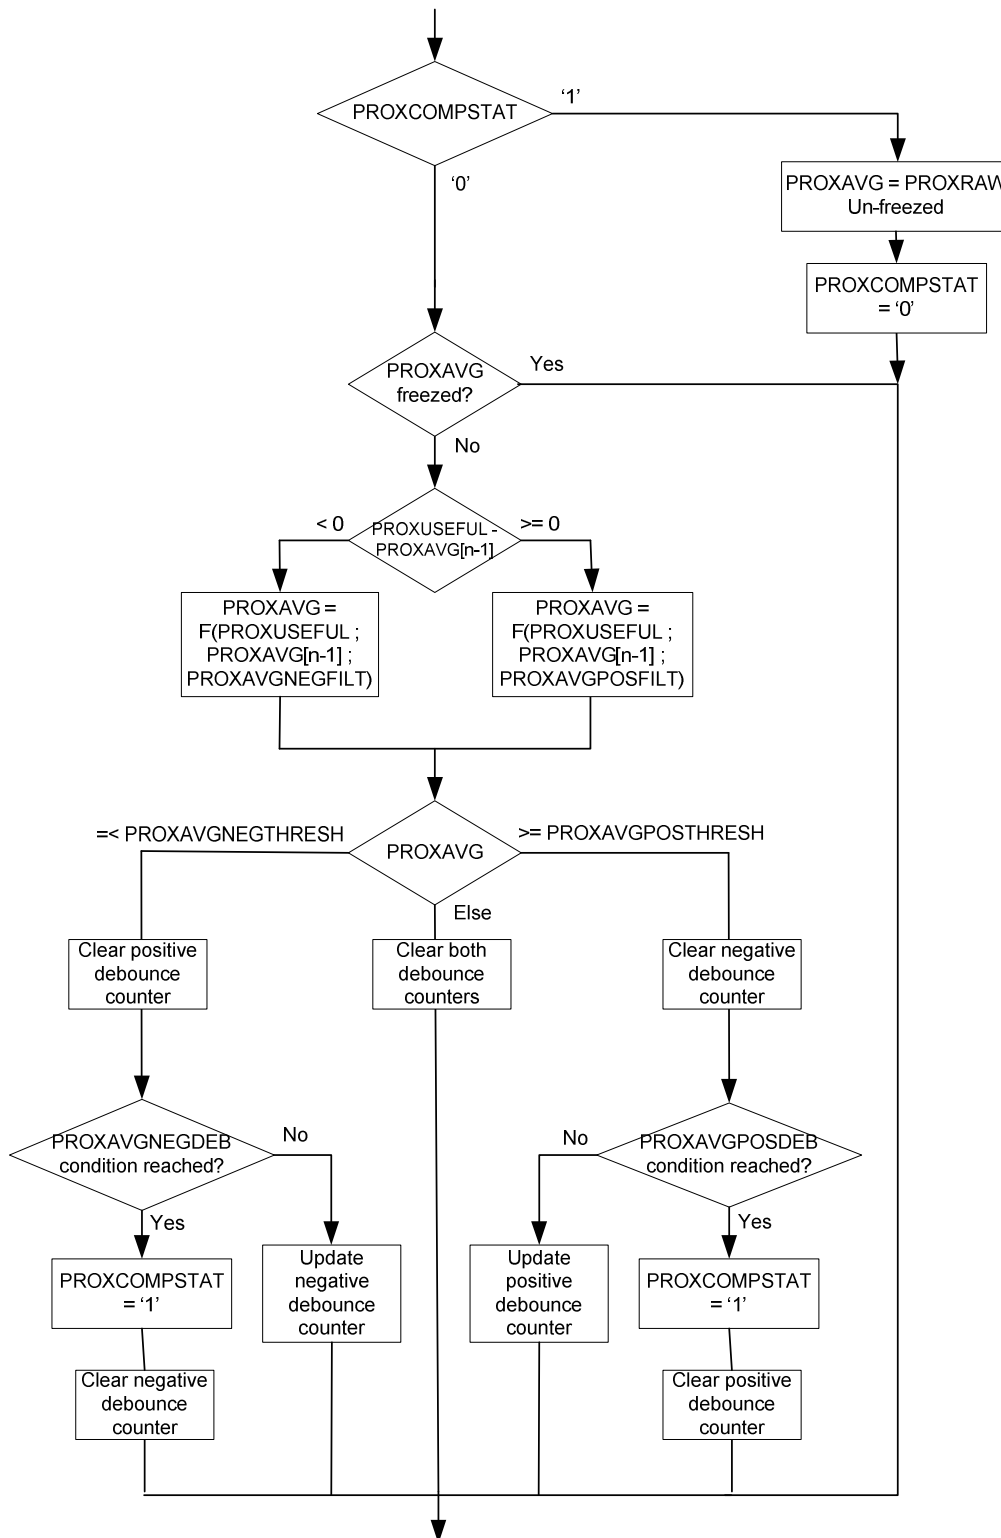 PROXCOMPSTAT
‘1’
‘0’
PROXAVG = PROXRAW
Un-freezed
PROXCOMPSTAT
= ‘0’
PROXAVG
freezed?
Yes
No
< 0
PROXUSEFUL -
PROXAVG[n-1]
>= 0
PROXAVG =
F(PROXUSEFUL ;
PROXAVG[n-1] ;
PROXAVGNEGFILT)
PROXAVG =
F(PROXUSEFUL ;
PROXAVG[n-1] ;
PROXAVGPOSFILT)
=< PROXAVGNEGTHRESH
PROXAVG
>= PROXAVGPOSTHRESH
Else
Clear positive
debounce
counter
Clear both
debounce
counters
Clear negative
debounce
counter
PROXAVGNEGDEB
condition reached?
No
Yes
No
PROXAVGPOSDEB
condition reached?
Yes
PROXCOMPSTAT
= ‘1’
Update
negative
debounce
counter
Update
positive
debounce
counter
PROXCOMPSTAT
= ‘1’
Clear negative
debounce
counter
Clear positive
debounce
counter